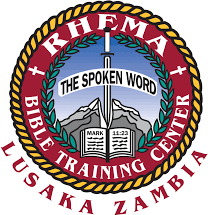 RHEMA
THE SPOKEN WORD
MARK 11:23
BIBLE TRAINING CENTER
LUSAKA ZAMBIA